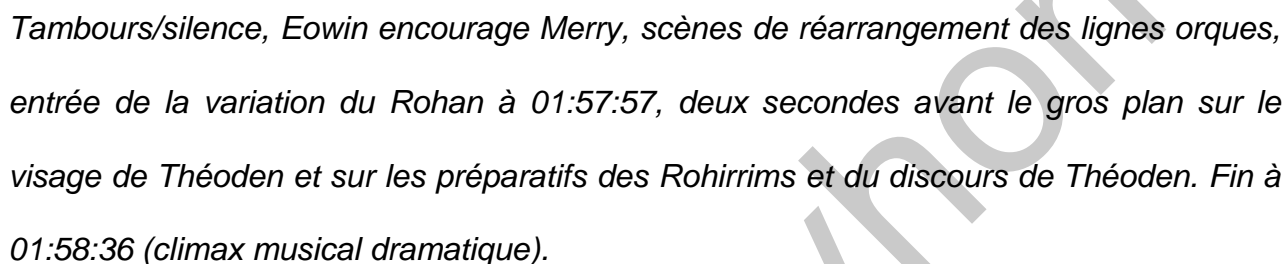 Tambours/silence, Eowin encourage Merry, scènes de réarrangement des lignes orques,
entrée de la variation du Rohan à 01:57:57, deux secondes avant le gros plan sur le
visage de Théoden et sur les préparatifs des Rohirrims et du discours de Théoden. Fin à
01:58:36 (climax musical dramatique).